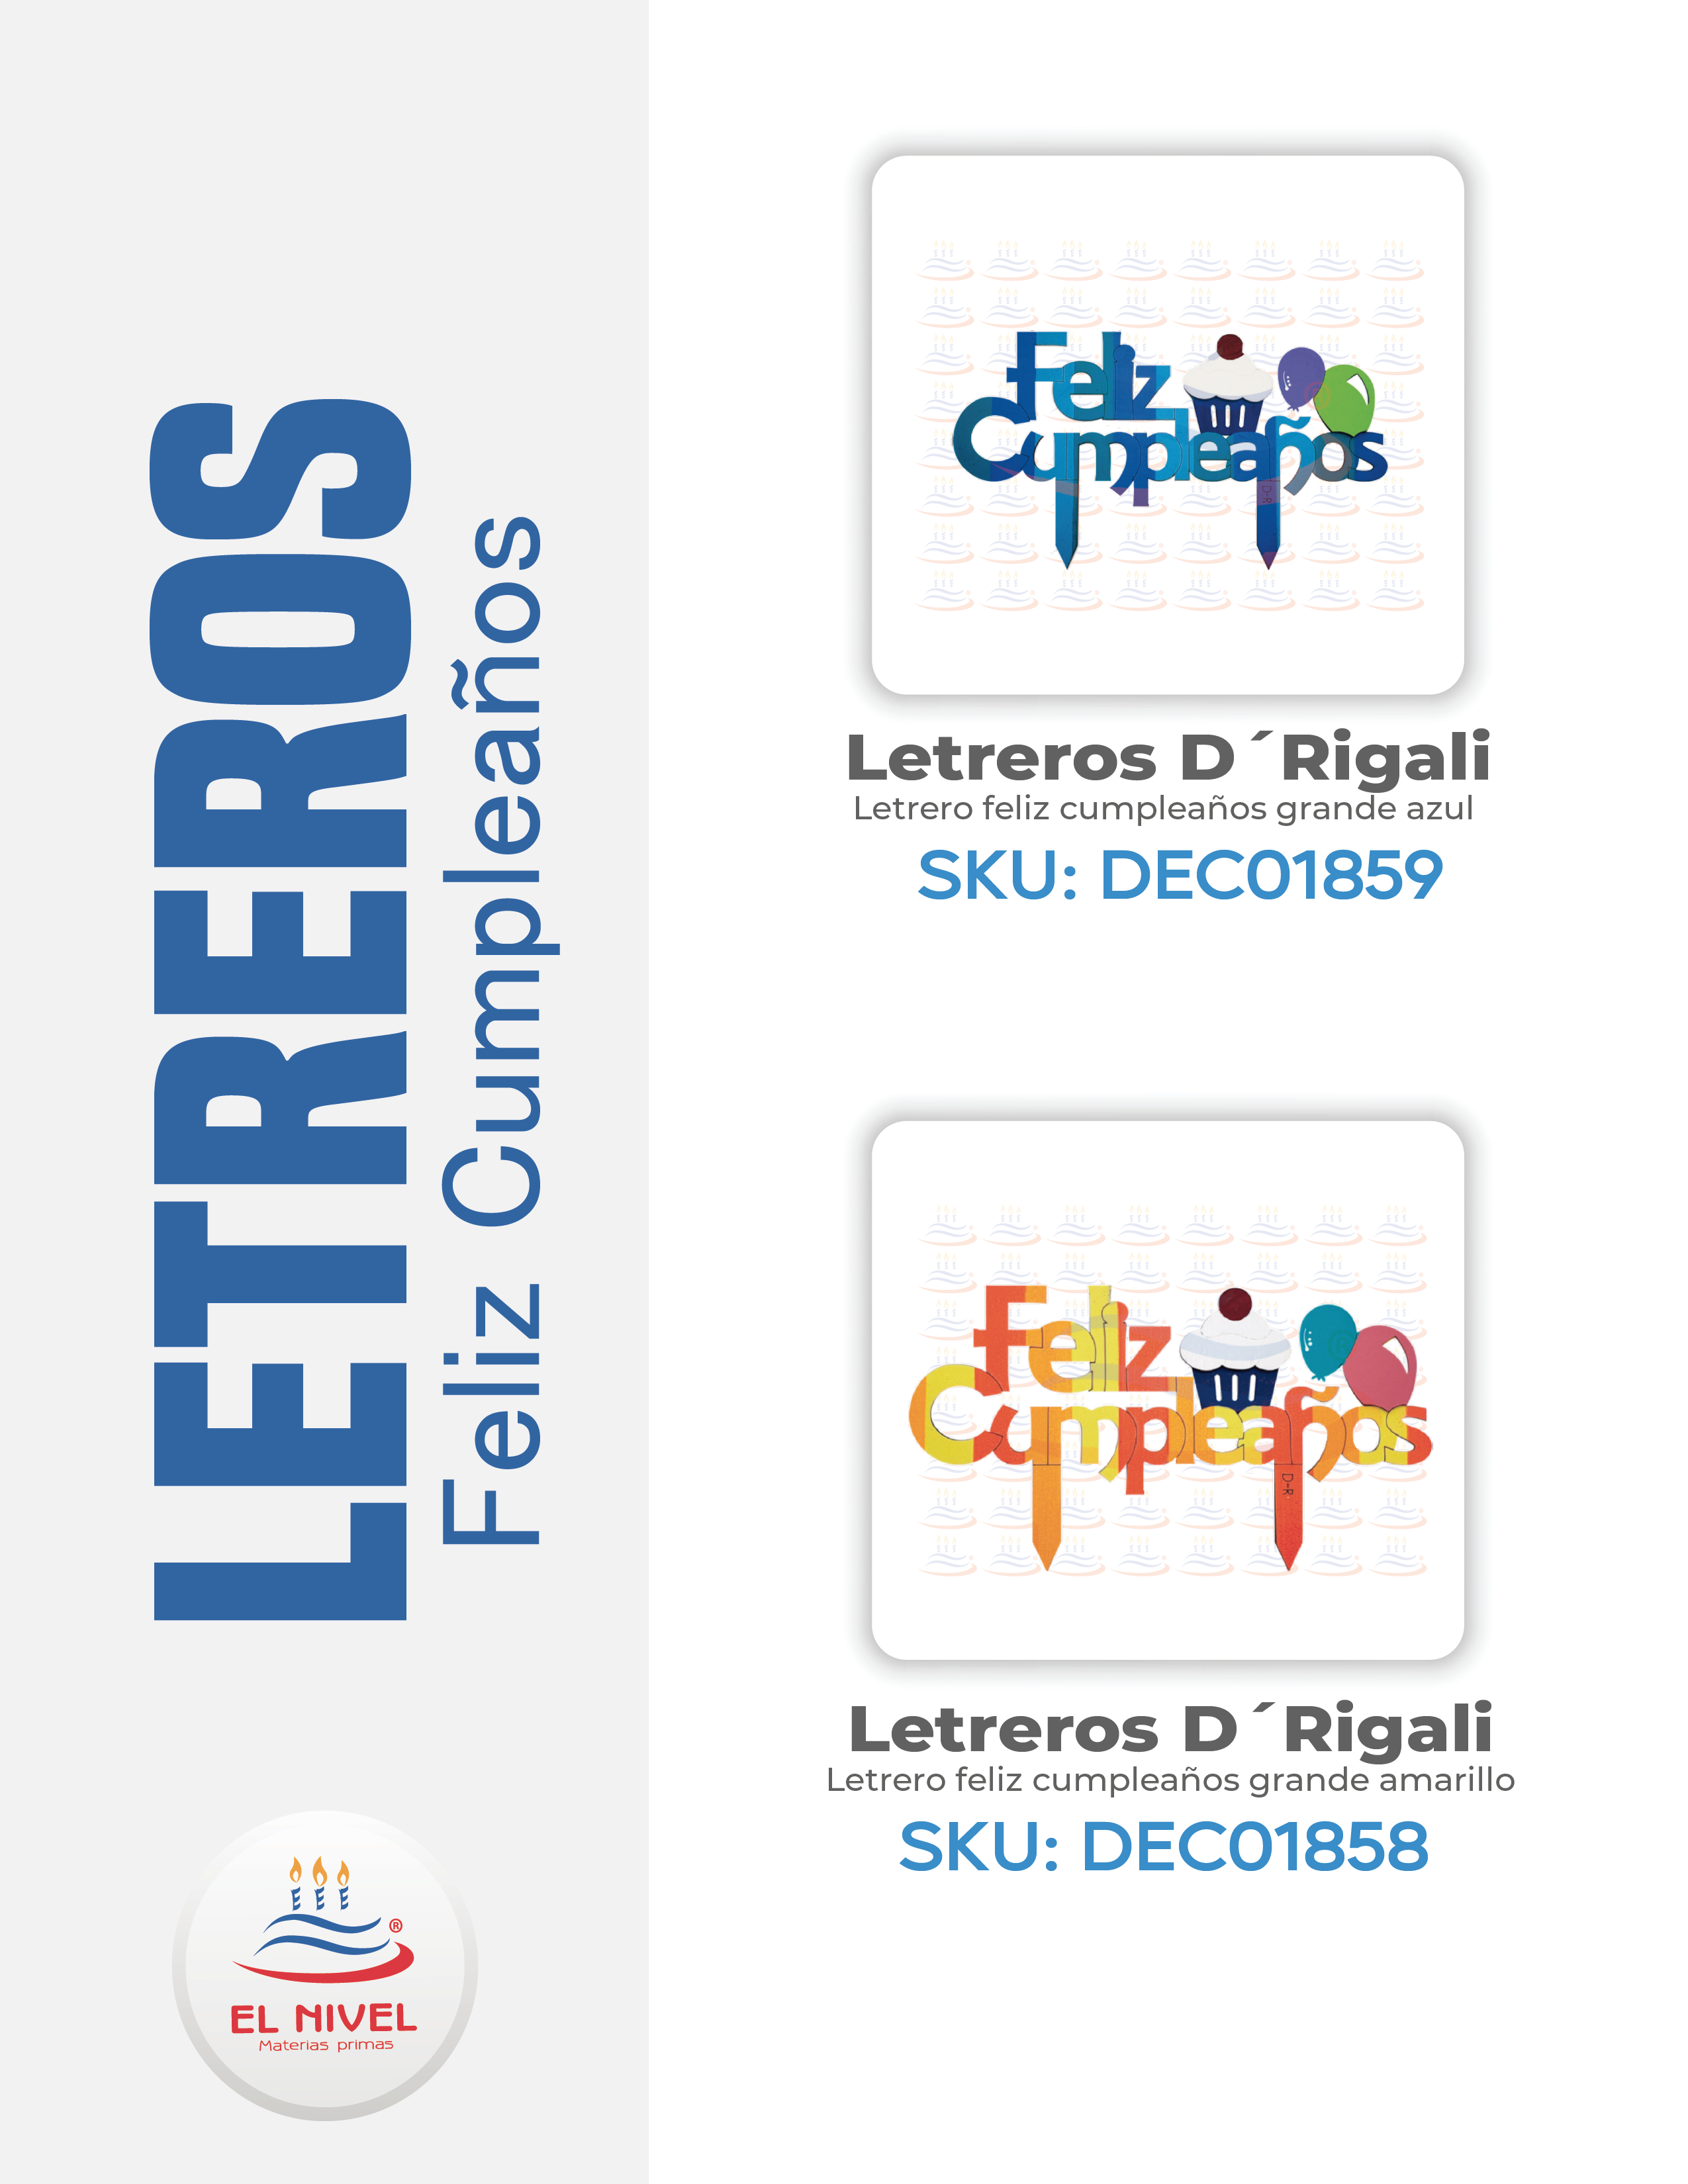 LETREROS
Feliz Cumpleaños
Feliz
Cumpleaños
D-R
Letreros D´Rigali
Letrero feliz cumpleaños grande azul
SKU: DEC01859
Feliz
Cumpleaños
D-R
Letreros D´Rigali
Letrero feliz cumpleaños grande amarillo
SKU: DEC01858
®
EL NIVEL
Materias primas